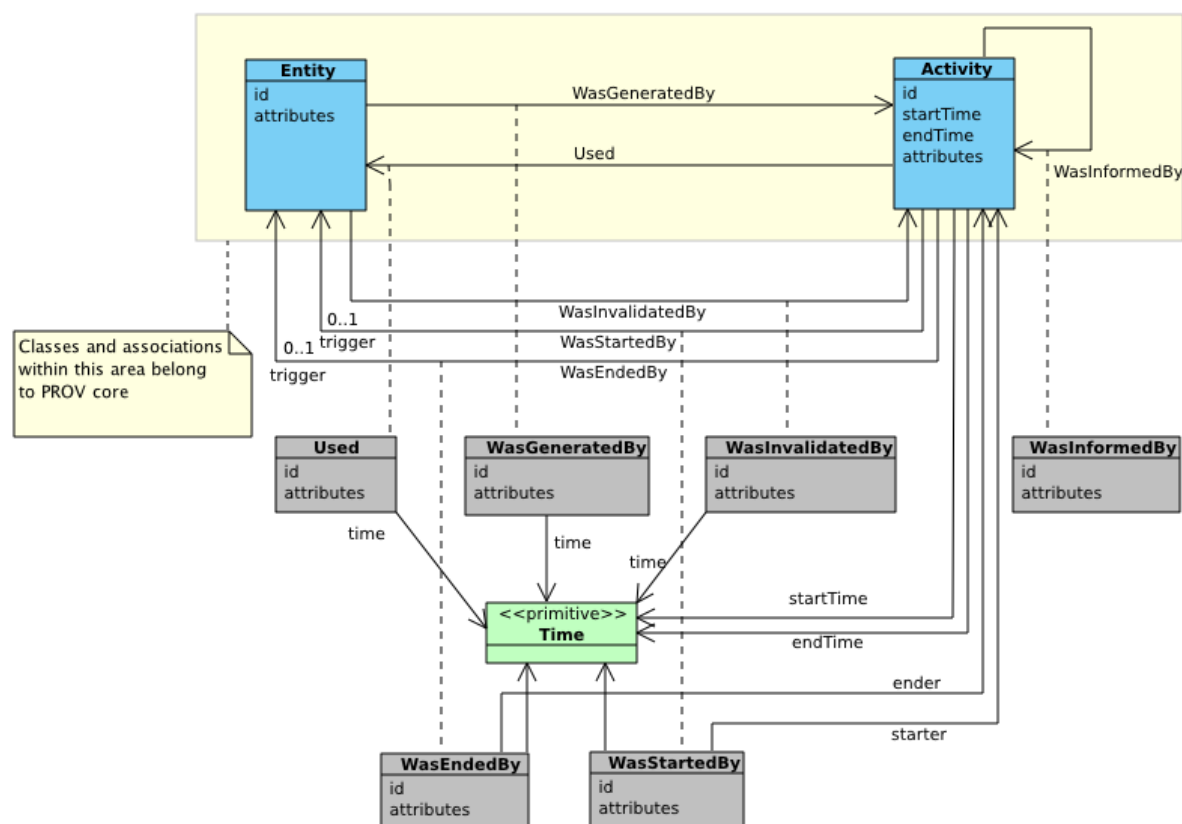 Entity
id
attributes
Activity
id
startTime
endTime
attributes
WasGeneratedBy
Used
WasInformedBy
WasInvalidatedBy
0..1
trigger
WasStartedBy
0..1
trigger
WasEndedBy
Classes and associations
within this area belong
to PROV core
Used
id
attributes
WasGeneratedBy
id
attributes
WasInvalidatedBy
id
attributes
WasInformedBy
id
attributes
time
time
time
<<primitive>>
Time
startTime
endTime
ender
starter
WasEndedBy
id
attributes
WasStartedBy
id
attributes